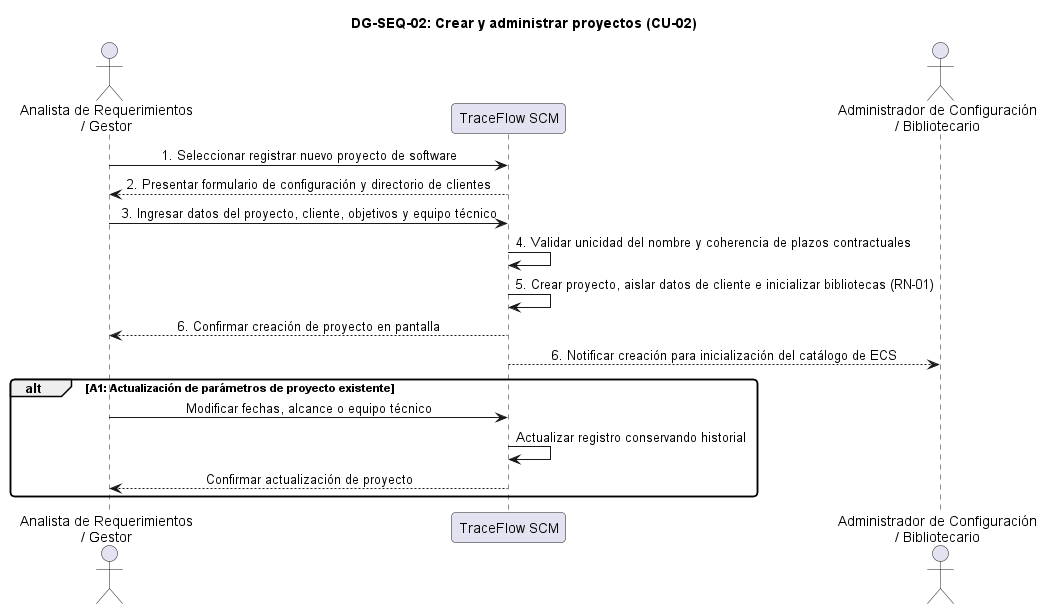 DG-SEQ-02: Crear y administrar proyectos (CU-02)
Analista de Requerimientos
/ Gestor
TraceFlow SCM
Administrador de Configuración
/ Bibliotecario
1. Seleccionar registrar nuevo proyecto de software
2. Presentar formulario de configuración y directorio de clientes
3. Ingresar datos del proyecto, cliente, objetivos y equipo técnico
4. Validar unicidad del nombre y coherencia de plazos contractuales
5. Crear proyecto, aislar datos de cliente e inicializar bibliotecas (RN-01)
6. Confirmar creación de proyecto en pantalla
6. Notificar creación para inicialización del catálogo de ECS
alt
[A1: Actualización de parámetros de proyecto existente]
Modificar fechas, alcance o equipo técnico
Actualizar registro conservando historial
Confirmar actualización de proyecto
Analista de Requerimientos
/ Gestor
TraceFlow SCM
Administrador de Configuración
/ Bibliotecario